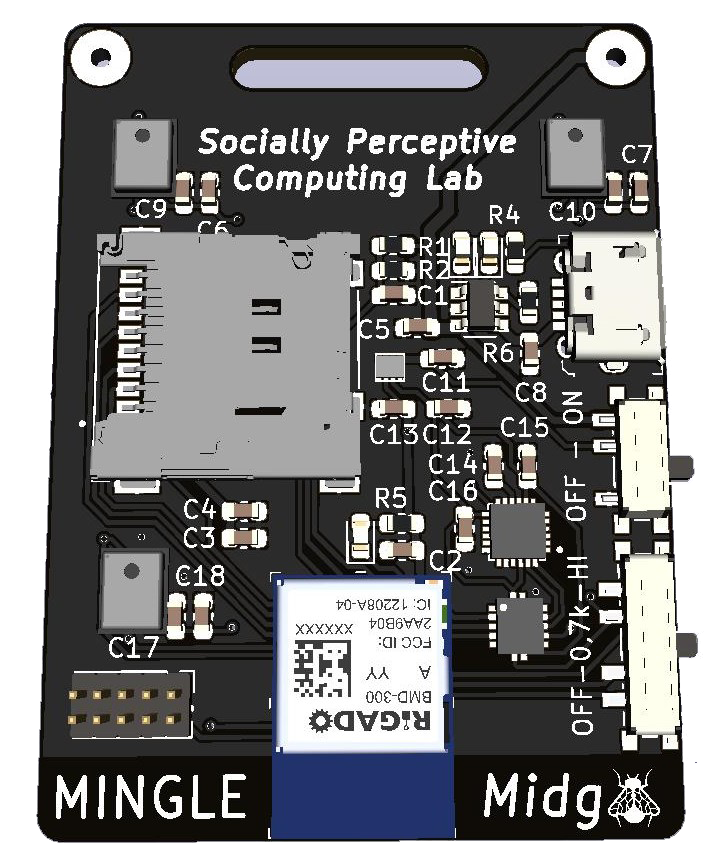 Socially Perceptive
Computing Lab
C7
C9
C10
C6
R4
R1
R2
C1
C5
R6
C11
C8
C13
C12
C15
C14
C16
OFF - ON
R5
C4
C3
C2
C18
C17
OFF-0,7k-HI
RiGADO
BMD-300
A YY
FCC ID:
2AA9B04
IC: 12208A-04
XXXXXX
MINGLE
Midg